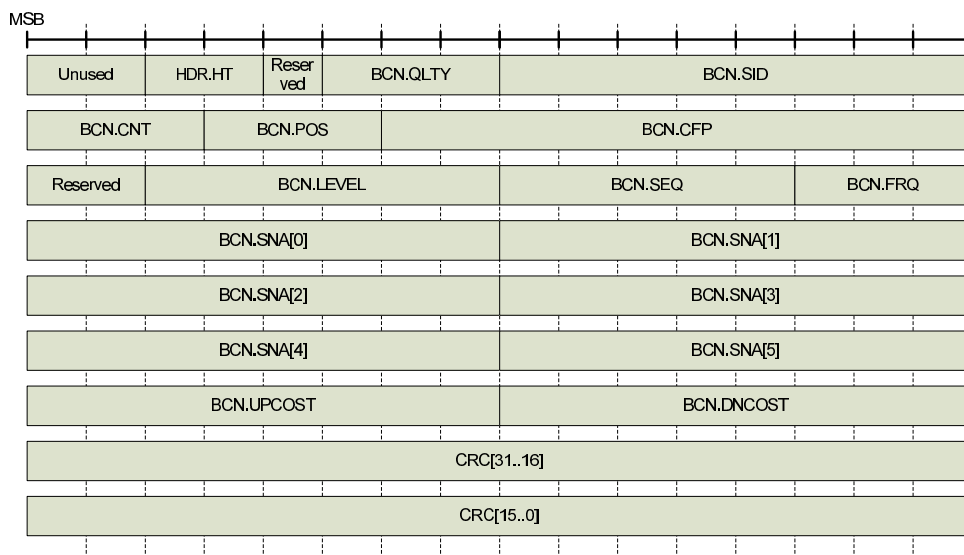 MSB
Unused HDR.HT Reser BCN.QLTY BCN.SID
ved
BCN.CNT BCN.POS BCN.CFP
Reserved BCN.LEVEL BCN.SEQ BCN.FRQ
BCN.SNA[0] BCN.SNA[1]
BCN.SNA[2] BCN.SNA[3]
BCN.SNA[4] BCN.SNA[5]
BCN.UPCOST BCN.DNCOST
CRC[31..16]
CRC[15..0]